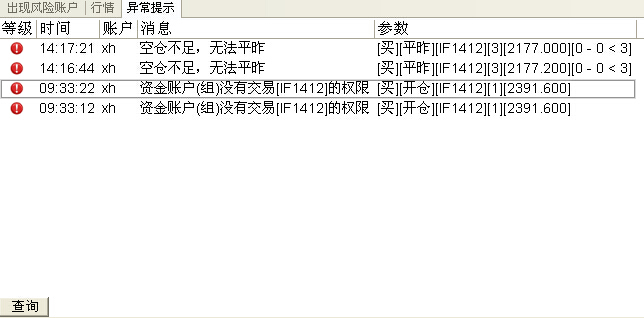 出现风险账户 行情 异常提示
等级 时间 账户 消息 参数
14:17:21 xh 空仓不足，无法平昨 [买][平昨][IF1412][3][2177.000][0 - 0 < 3]
14:16:44 xh 空仓不足，无法平昨 [买][平昨][IF1412][3][2177.200][0 - 0 < 3]
09:33:22 xh 资金账户(组)没有交易[IF1412]的权限 [买][开仓][IF1412][1][2391.600]
09:33:12 xh 资金账户(组)没有交易[IF1412]的权限 [买][开仓][IF1412][1][2391.600]
查询